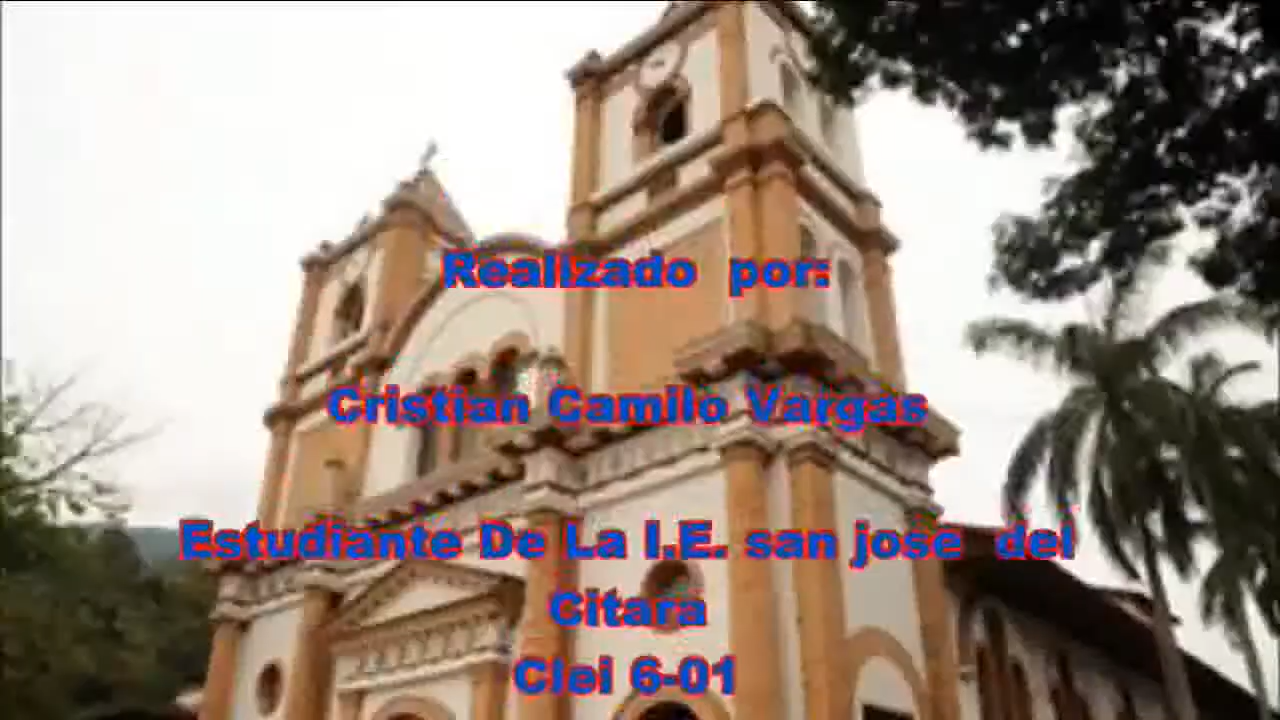 Realizado por:
Cristian Camilo Vargas
Estudiante De La I.E. san jose del
Citara
Clei 6-01